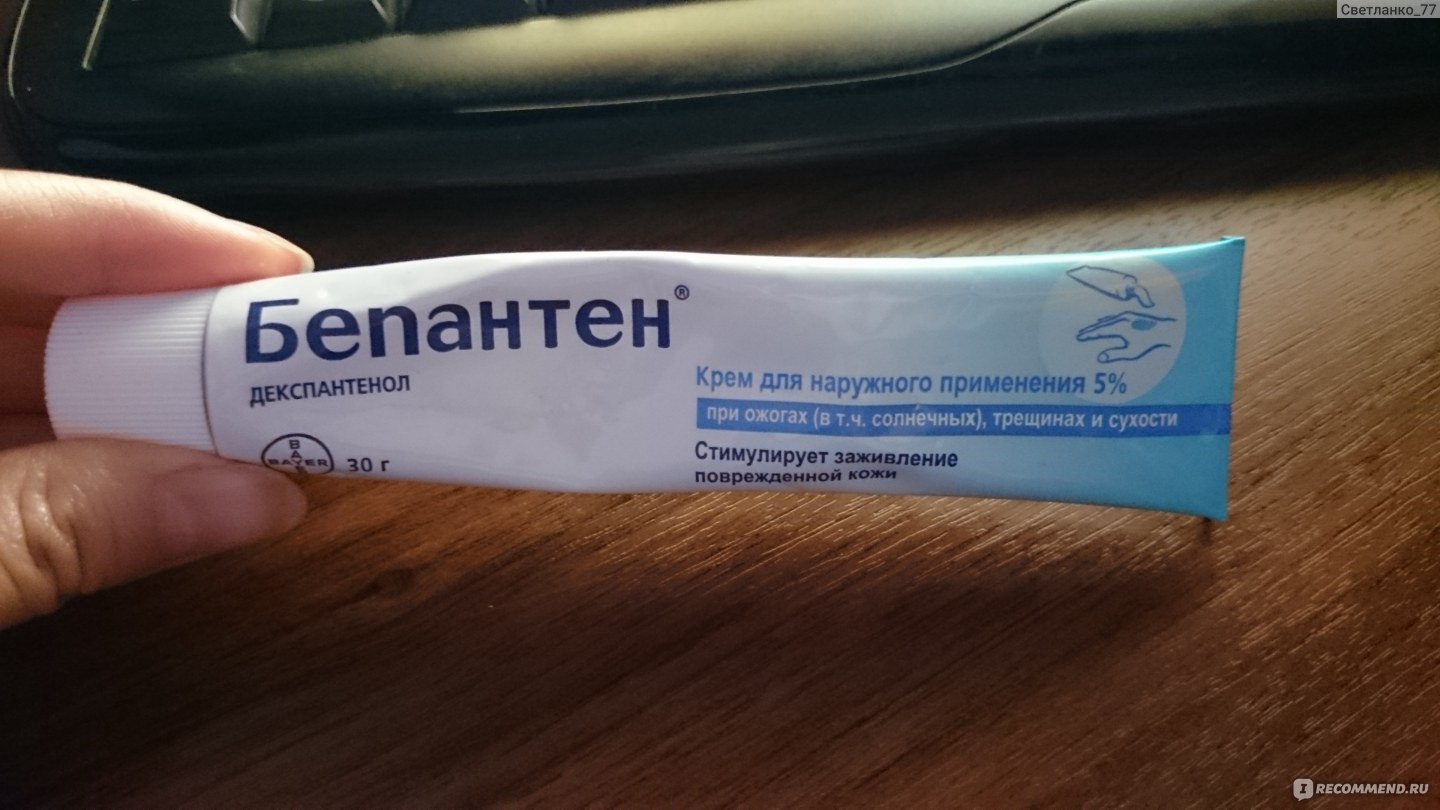 Светланко_77
Бепантен®
ДЕКСПАНТЕНОЛ
Крем для наружного применения 5%
при ожогах (в т.ч. солнечных), трещинах и сухости
Стимулирует заживление
поврежденной кожи
BAYER
30 г
IRECOMMEND.RU